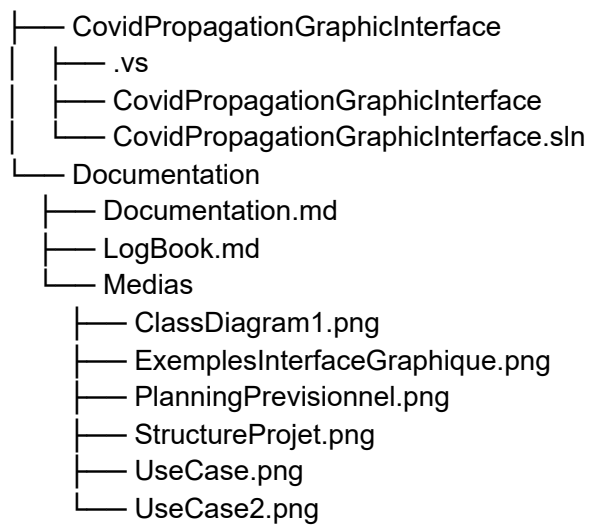 CovidPropagationGraphicInterface
.vs
CovidPropagationGraphicInterface
CovidPropagationGraphicInterface.sln
Documentation
Documentation.md
LogBook.md
Medias
ClassDiagram1.png
ExemplesInterfaceGraphique.png
PlanningPrevisionnel.png
StructureProjet.png
UseCase.png
UseCase2.png